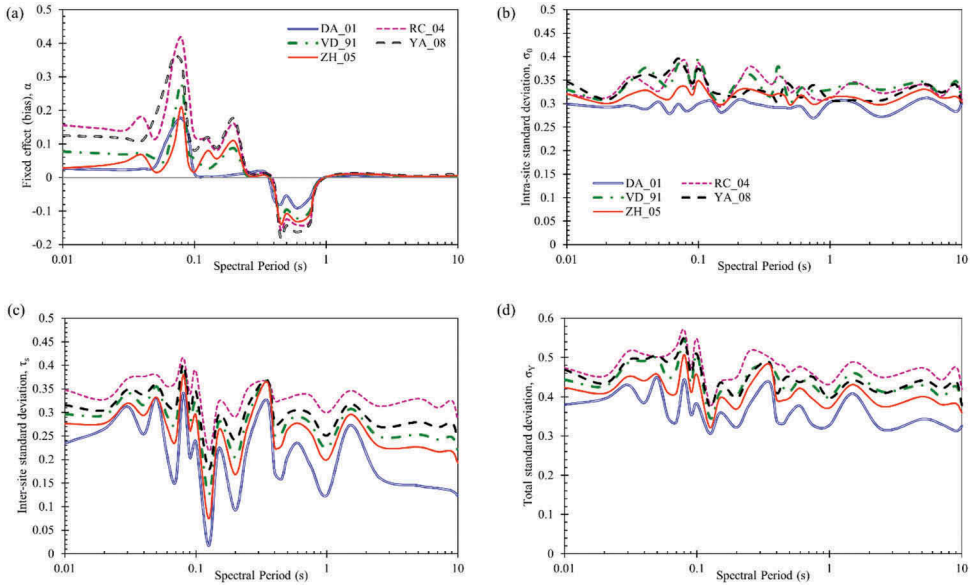 (a)
0.5
0.4
0.3
0.2
0.1
0
-0.1
-0.2
Fixed effect (bias), α
DA_01
RC_04
VD_91
YA_08
ZH_05
0.01
0.1
1
10
Spectral Period (s)
(b)
0.5
0.45
0.4
0.35
0.3
0.25
0.2
0.15
0.1
0.05
0
Intra-site standard deviation, σ0
DA_01
RC_04
VD_91
YA_08
ZH_05
0.01
0.1
1
10
Spectral Period (s)
(c)
0.5
0.45
0.4
0.35
0.3
0.25
0.2
0.15
0.1
0.05
0
Inter-site standard deviation, τs
0.01
0.1
1
10
Spectral Period (s)
(d)
0.6
0.5
0.4
0.3
0.2
0.1
0
Total standard deviation, σT
0.01
0.1
1
10
Spectral Period (s)